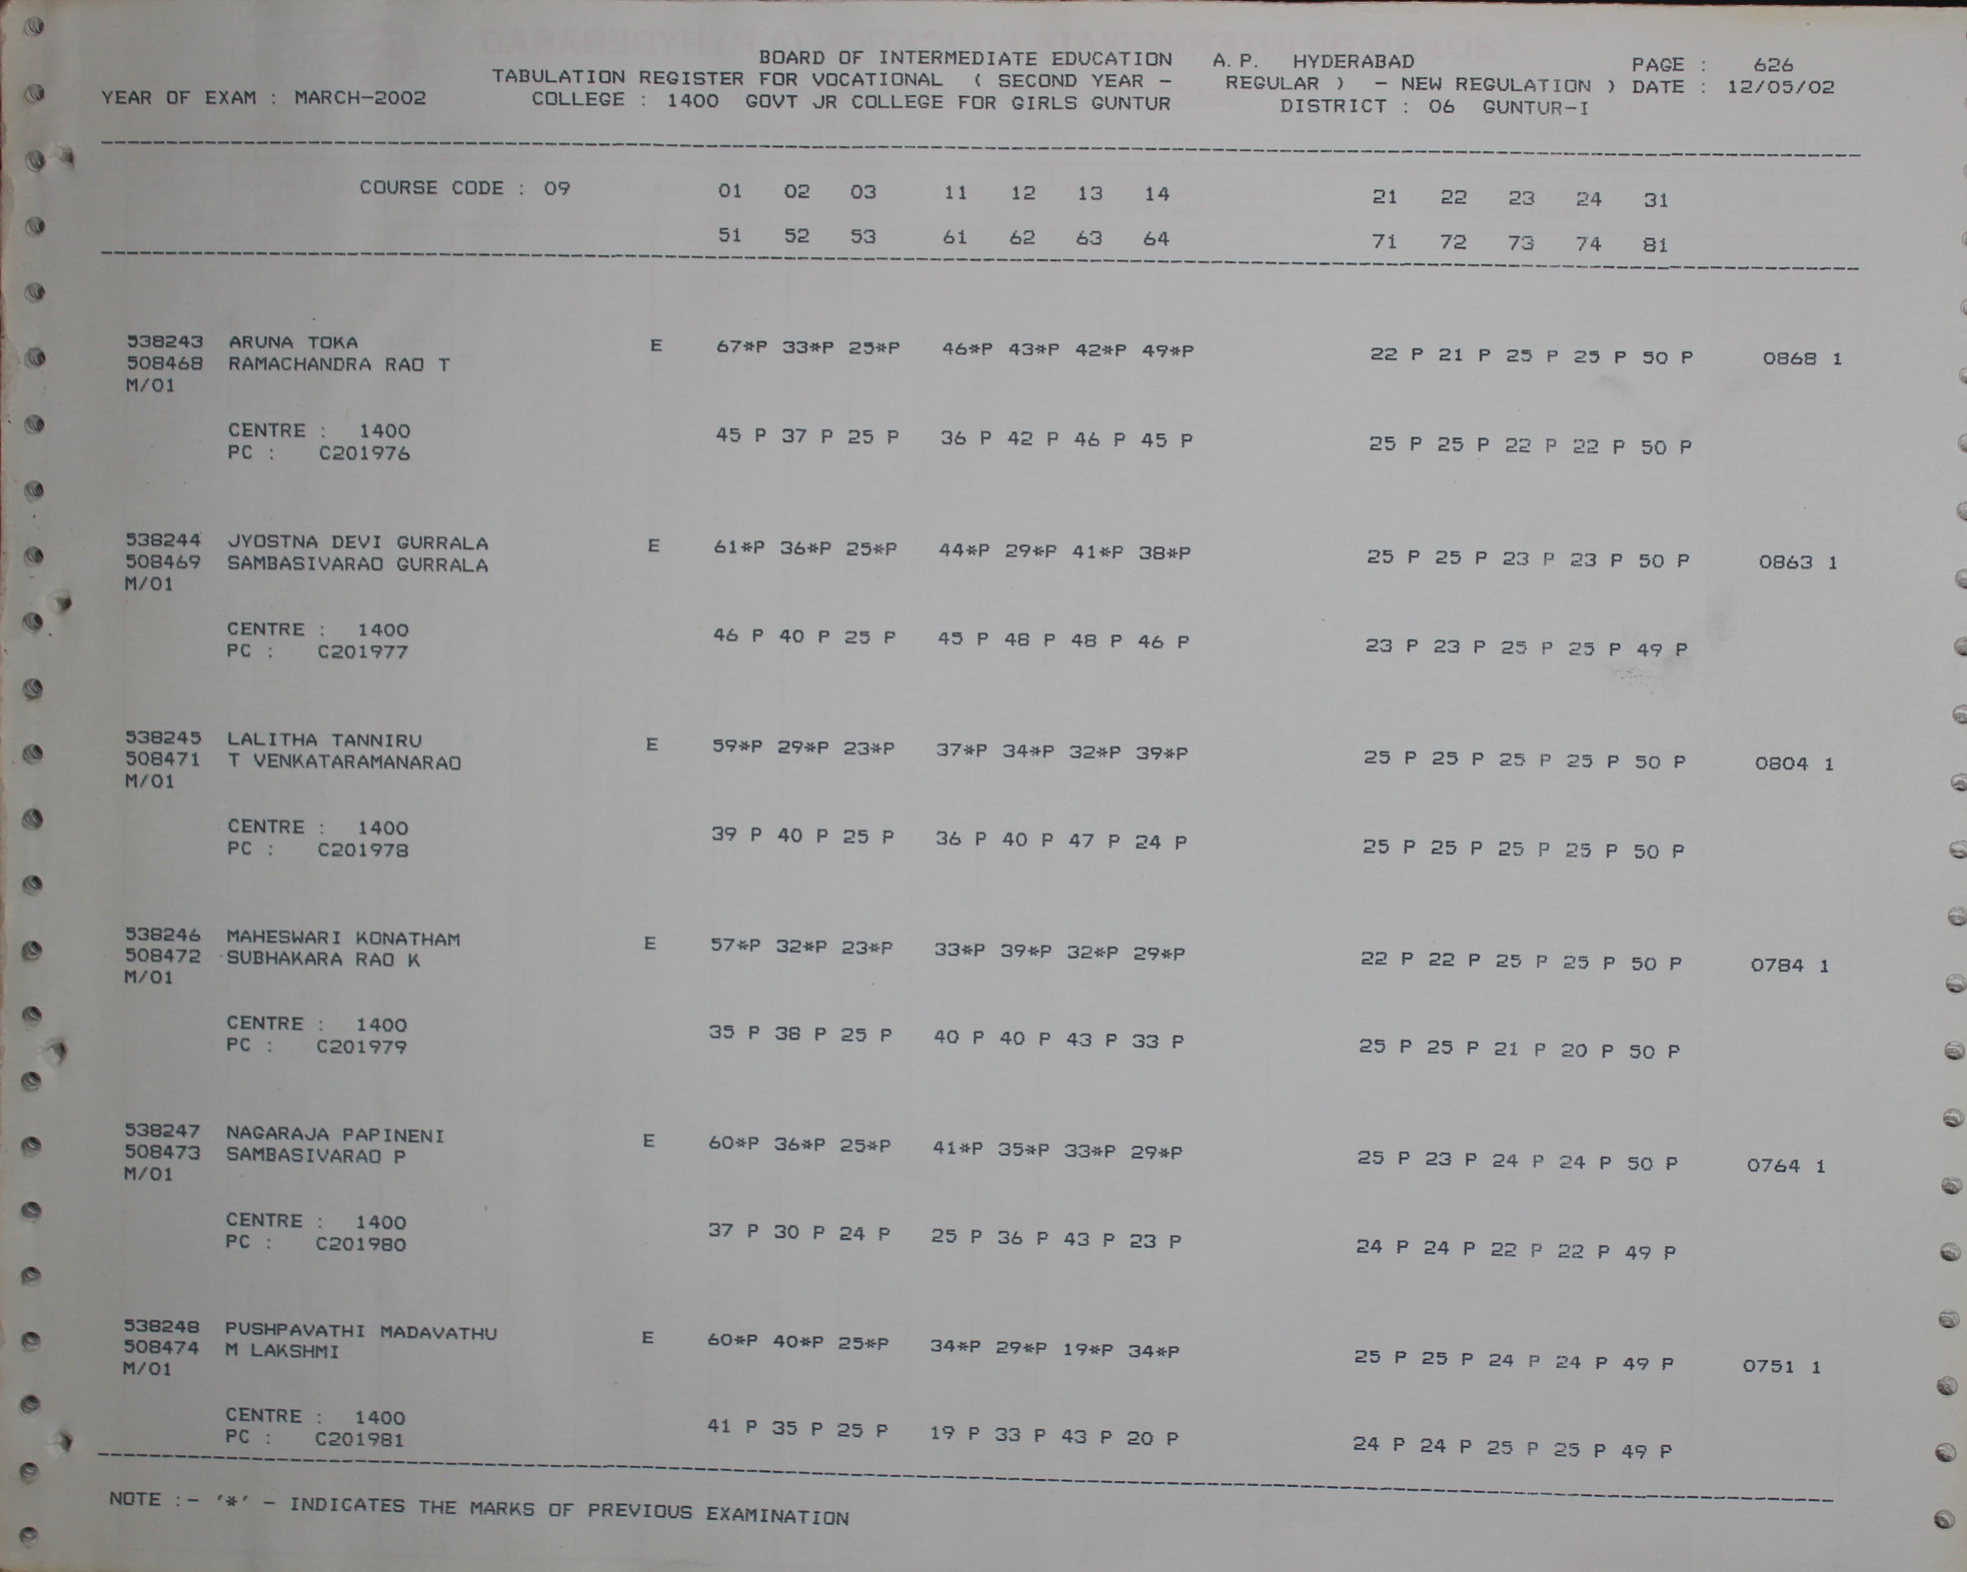 BOARD OF INTERMEDIATE EDUCATION A.P. HYDERABAD PAGE : 626
TABULATION REGISTER FOR VOCATIONAL ( SECOND YEAR - REGULAR ) - NEW REGULATION ) DATE : 12/05/02
YEAR OF EXAM : MARCH-2002 COLLEGE : 1400 GOVT JR COLLEGE FOR GIRLS GUNTUR DISTRICT : 06 GUNTUR-I
COURSE CODE : 09 01 02 03 11 12 13 14 21 22 23 24 31
51 52 53 61 62 63 64 71 72 73 74 81
538243 ARUNA TOKA E 67*P 33*P 25*P 46*P 43*P 42*P 49*P 22 P 21 P 25 P 25 P 50 P 0868 1
508468 RAMACHANDRA RAO T
M/01
CENTRE : 1400 45 P 37 P 25 P 36 P 42 P 46 P 45 P 25 P 25 P 22 P 22 P 50 P
PC : C201976
538244 JYOSTNA DEVI GURRALA E 61*P 36*P 25*P 44*P 29*P 41*P 38*P 25 P 25 P 23 P 23 P 50 P 0863 1
508469 SAMBASIVARAO GURRALA
M/01
CENTRE : 1400 46 P 40 P 25 P 45 P 48 P 48 P 46 P 23 P 23 P 25 P 25 P 49 P
PC : C201977
538245 LALITHA TANNIRU E 59*P 29*P 23*P 37*P 34*P 32*P 39*P 25 P 25 P 25 P 25 P 50 P 0804 1
508471 T VENKATARAMANARAO
M/01
CENTRE : 1400 39 P 40 P 25 P 36 P 40 P 47 P 24 P 25 P 25 P 25 P 25 P 50 P
PC : C201978
538246 MAHESWARI KONATHAM E 57*P 32*P 23*P 33*P 39*P 32*P 29*P 22 P 22 P 25 P 25 P 50 P 0784 1
508472 SUBHAKARA RAO K
M/01
CENTRE : 1400 35 P 38 P 25 P 40 P 40 P 43 P 33 P 25 P 25 P 21 P 20 P 50 P
PC : C201979
538247 NAGARAJA PAPINENI E 60*P 36*P 25*P 41*P 35*P 33*P 29*P 25 P 23 P 24 P 24 P 50 P 0764 1
508473 SAMBASIVARAO P
M/01
CENTRE : 1400 37 P 30 P 24 P 25 P 36 P 43 P 23 P 24 P 24 P 22 P 22 P 49 P
PC : C201980
538248 PUSHPAVATHI MADAVATHU E 60*P 40*P 25*P 34*P 29*P 19*P 34*P 25 P 25 P 24 P 24 P 49 P 0751 1
508474 M LAKSHMI
M/01
CENTRE : 1400 41 P 35 P 25 P 19 P 33 P 43 P 20 P 24 P 24 P 25 P 25 P 49 P
PC : C201981
NOTE :- '*' - INDICATES THE MARKS OF PREVIOUS EXAMINATION